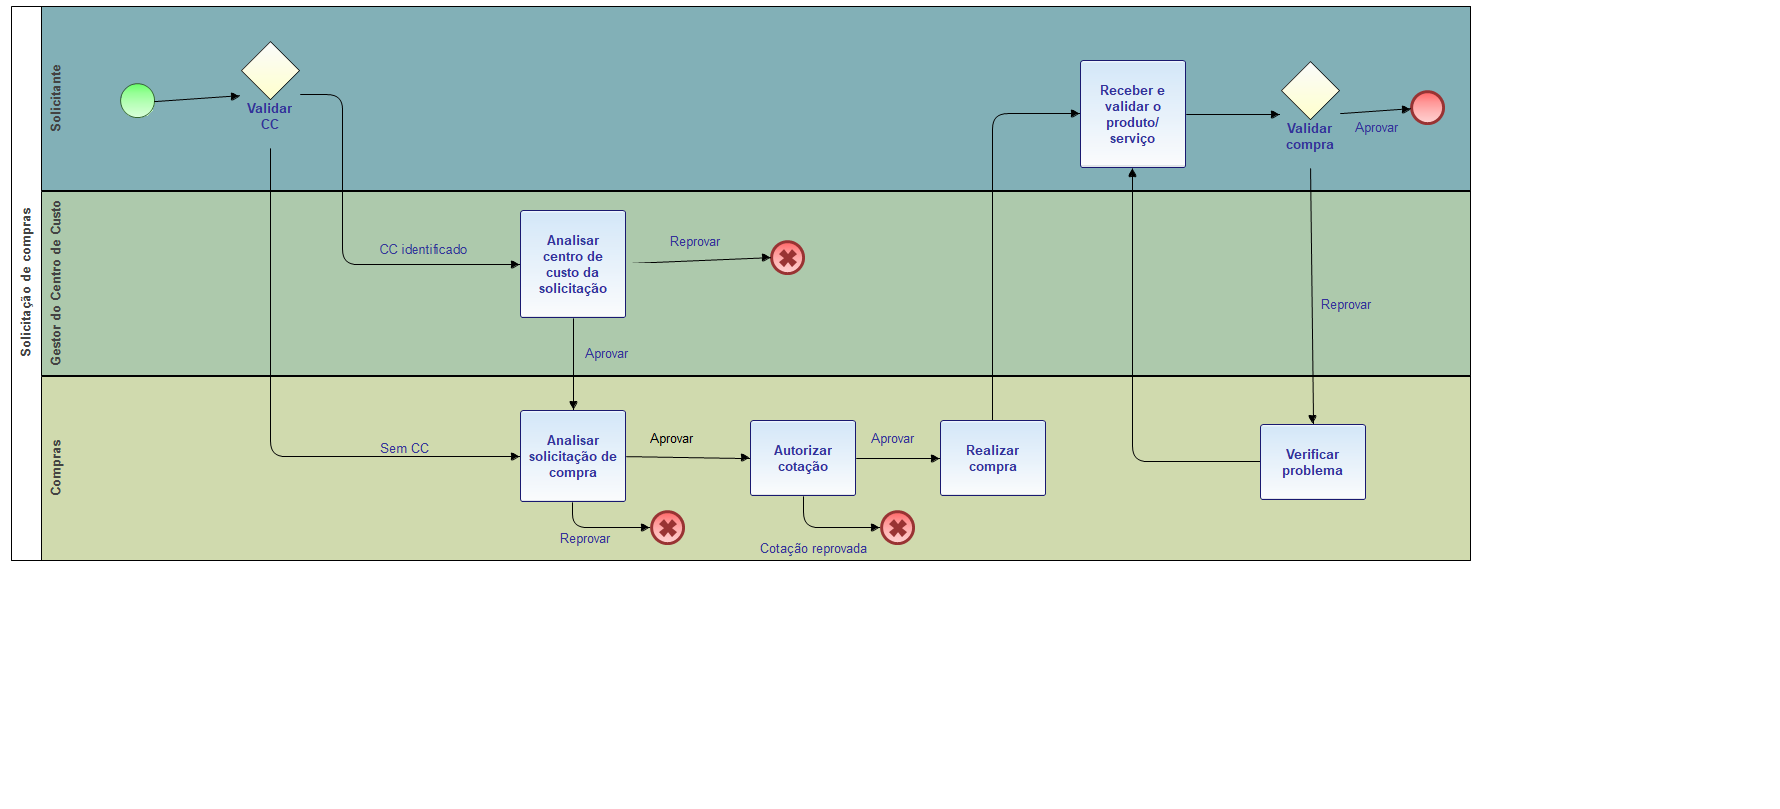 Solicitação de compras
Solicitante
Validar
CC
Receber e
validar o
produto/
serviço
Validar
compra
Aprovar
Gestor do Centro de Custo
CC identificado
Analisar
centro de
custo da
solicitação
Reprovar
Aprovar
Reprovar
Compras
Sem CC
Analisar
solicitação de
compra
Aprovar
Reprovar
Autorizar
cotação
Aprovar
Cotação reprovada
Realizar
compra
Verificar
problema